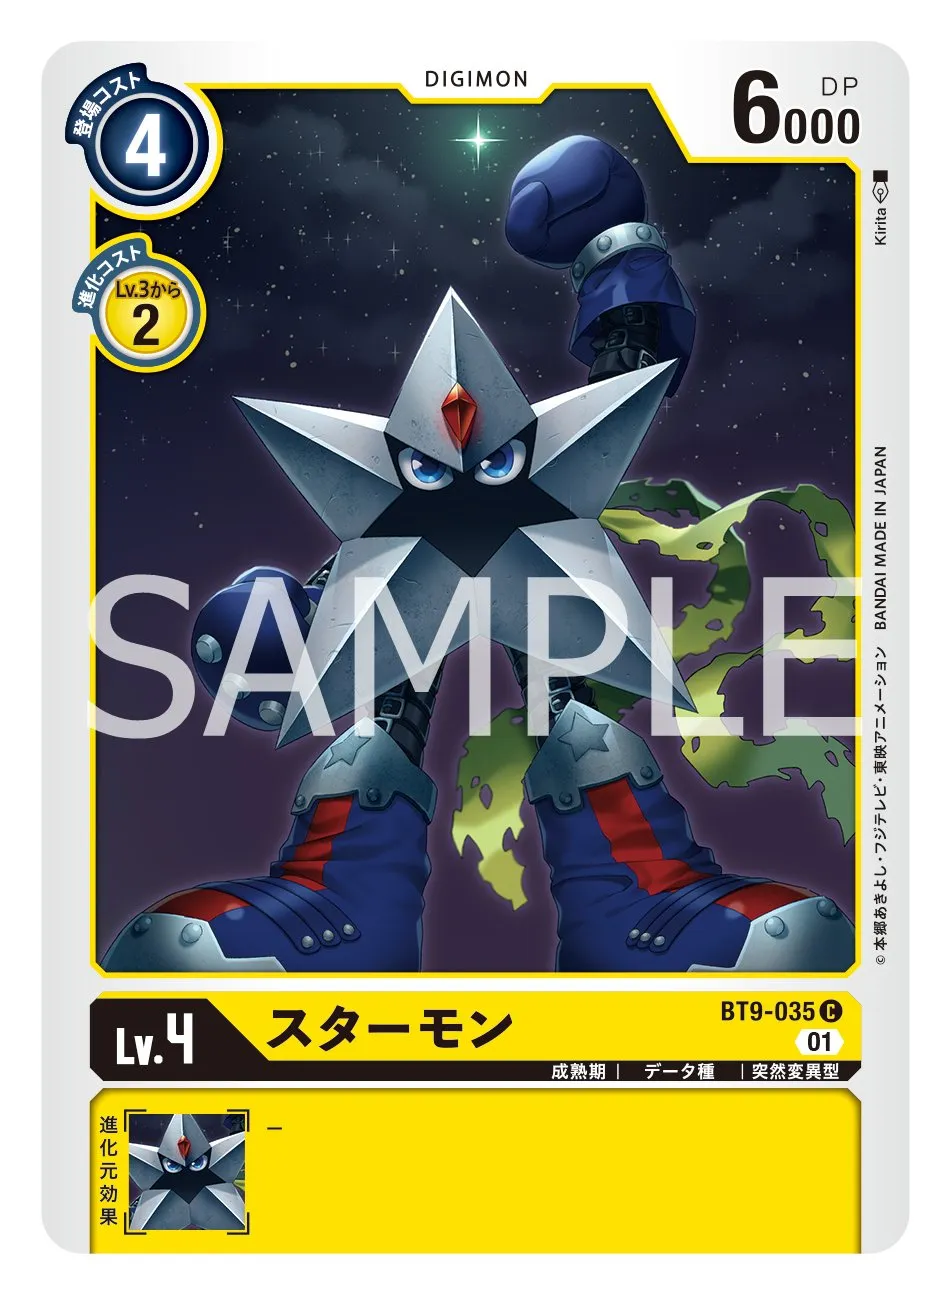 DIGIMON
登場コスト
4
DP
6000
進化コスト
Lv.3から
2
Kirita
SAMPLE
©本郷あきよし・フジテレビ・東映アニメーション BANDAI MADE IN JAPAN
Lv.4
スターモン
BT9-035 C
01
成熟期 | データ種 | 突然変異型
進化元効果
－